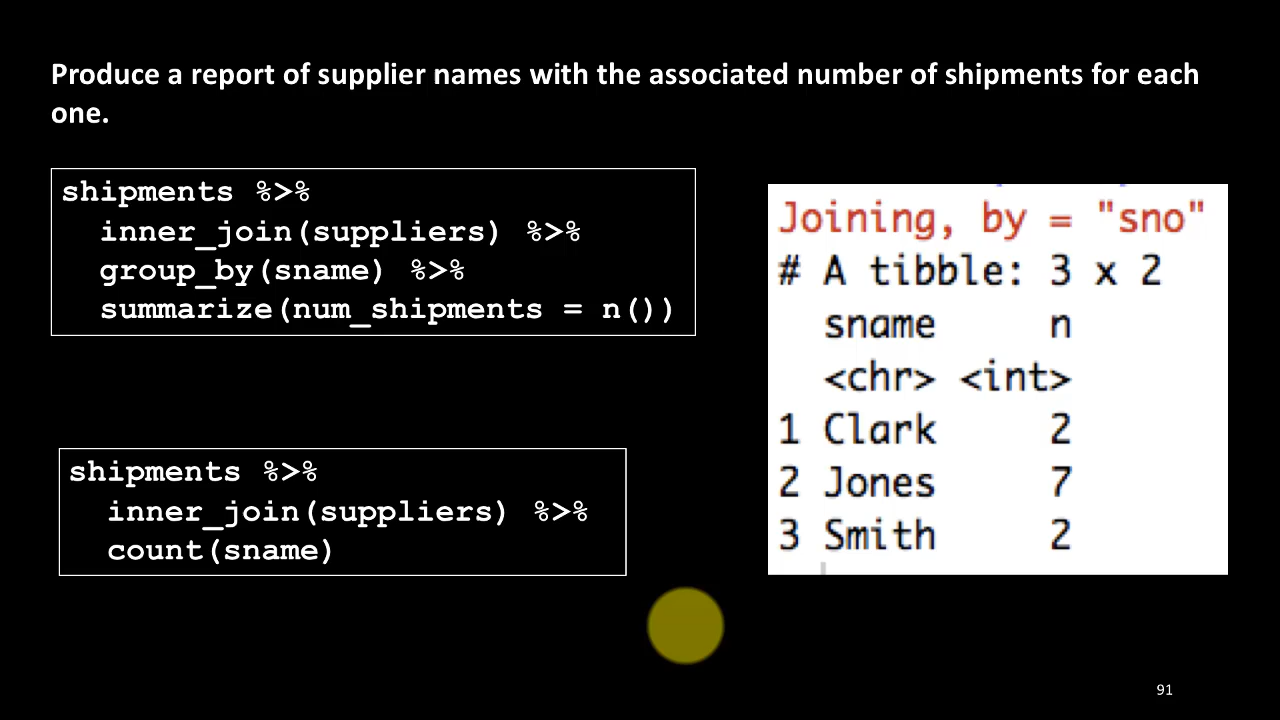 Produce a report of supplier names with the associated number of shipments for each
one.
shipments %>%
  inner_join(suppliers) %>%
  group_by(sname) %>%
  summarize(num_shipments = n())
shipments %>%
  inner_join(suppliers) %>%
  count(sname)
Joining, by = "sno"
# A tibble: 3 x 2
  sname     n
  <chr> <int>
1 Clark     2
2 Jones     7
3 Smith     2
91